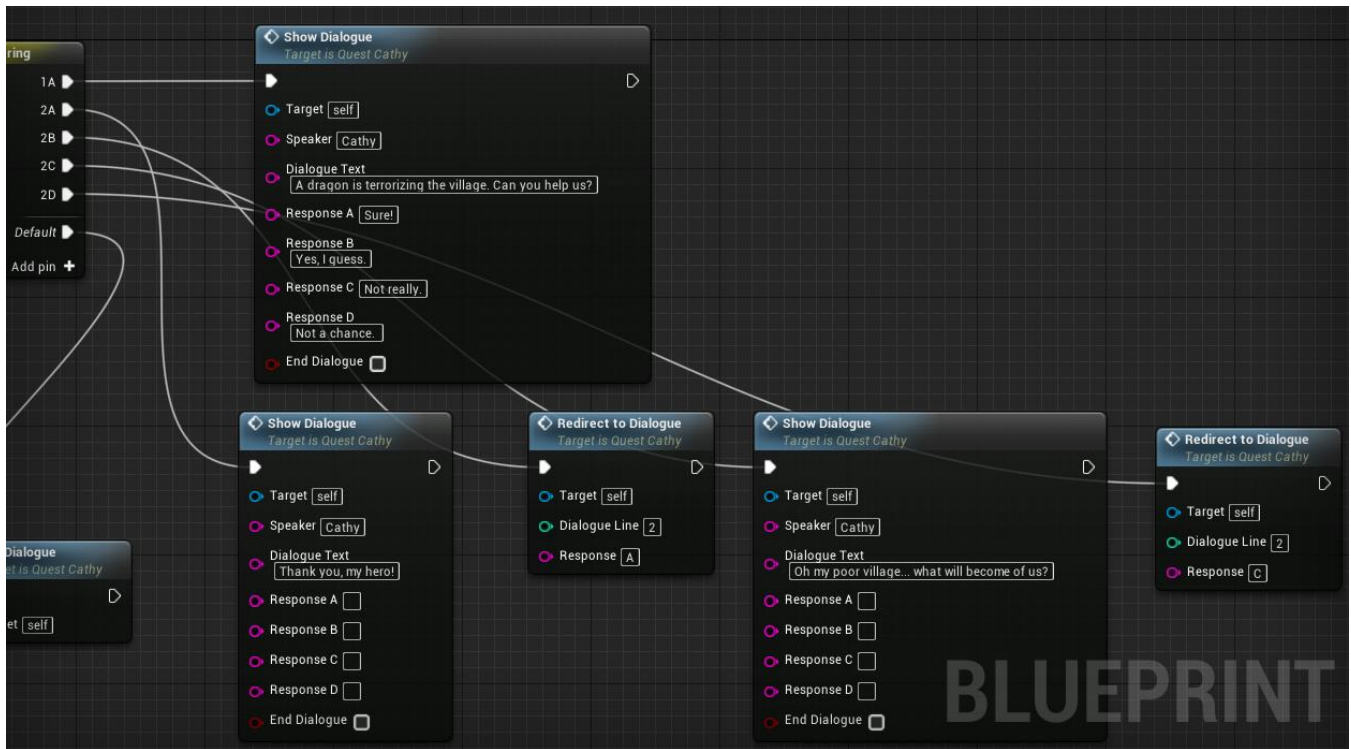 ring
1A
2A
2B
2C
2D
Default
Add pin
Show Dialogue
Target is Quest Cathy
Target self
Speaker Cathy
Dialogue Text
A dragon is terrorizing the village. Can you help us?
Response A Sure!
Response B
Yes, I guess.
Response C Not really.
Response D
Not a chance.
End Dialogue
Dialogue
et is Quest Cathy
et self
Show Dialogue
Target is Quest Cathy
Target self
Speaker Cathy
Dialogue Text
Thank you, my hero!
Response A
Response B
Response C
Response D
End Dialogue
Redirect to Dialogue
Target is Quest Cathy
Target self
Dialogue Line 2
Response A
Show Dialogue
Target is Quest Cathy
Target self
Speaker Cathy
Dialogue Text
Oh my poor village... what will become of us?
Response A
Response B
Response C
Response D
End Dialogue
Redirect to Dialogue
Target is Quest Cathy
Target self
Dialogue Line 2
Response C
BLUEPRINT